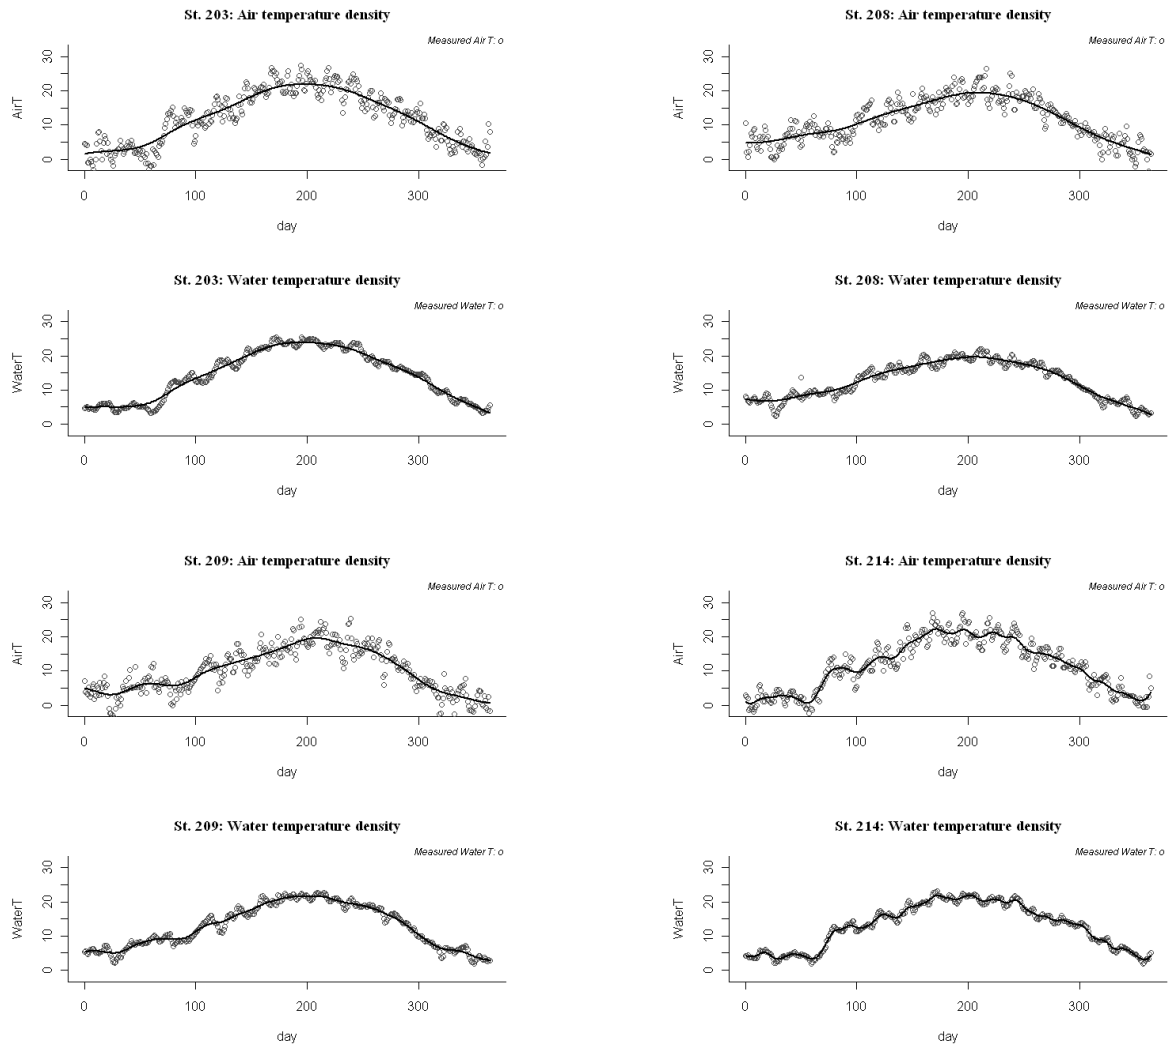 St. 203: Air temperature density
Measured Air T: o
30
20
10
0
AirT
0 100 200 300
day
St. 208: Air temperature density
Measured Air T: o
30
20
10
0
AirT
0 100 200 300
day
St. 203: Water temperature density
Measured Water T: o
30
20
10
0
WaterT
0 100 200 300
day
St. 208: Water temperature density
Measured Water T: o
30
20
10
0
WaterT
0 100 200 300
day
St. 209: Air temperature density
Measured Air T: o
30
20
10
0
AirT
0 100 200 300
day
St. 214: Air temperature density
Measured Air T: o
30
20
10
0
AirT
0 100 200 300
day
St. 209: Water temperature density
Measured Water T: o
30
20
10
0
WaterT
0 100 200 300
day
St. 214: Water temperature density
Measured Water T: o
30
20
10
0
WaterT
0 100 200 300
day